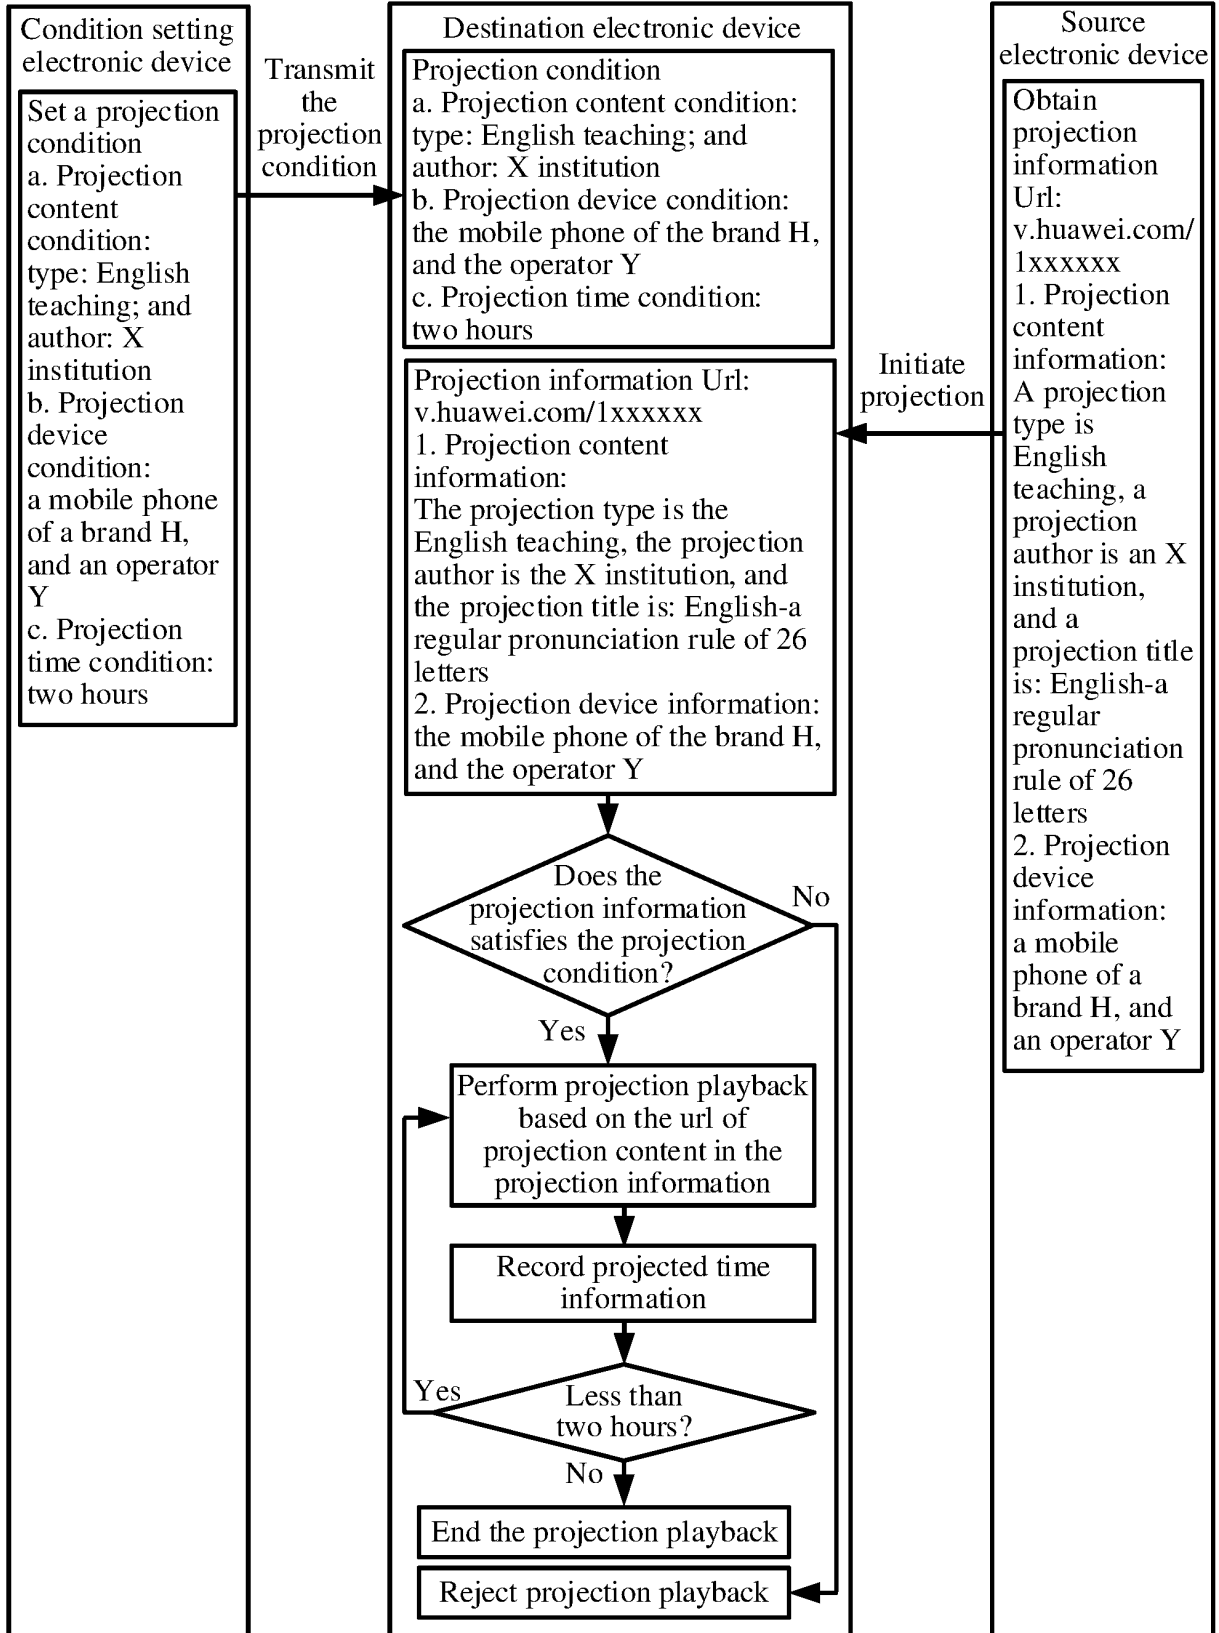 Condition setting
electronic device
Set a projection
condition
a. Projection
content
condition:
type: English
teaching; and
author: X
institution
b. Projection
device
condition:
a mobile phone
of a brand H,
and an operator
Y
c. Projection
time condition:
two hours
Transmit
the
projection
condition
Destination electronic device
Projection condition
a. Projection content condition:
type: English teaching; and
author: X institution
b. Projection device condition:
the mobile phone of the brand H,
and the operator Y
c. Projection time condition:
two hours
Projection information Url:
v.huawei.com/1xxxxxx
1. Projection content
information:
The projection type is the
English teaching, the projection
author is the X institution, and
the projection title is: English-a
regular pronunciation rule of 26
letters
2. Projection device information:
the mobile phone of the brand H,
and the operator Y
Does the
projection information
satisfies the projection
condition?
No
Yes
Perform projection playback
based on the url of
projection content in the
projection information
Record projected time
information
Less than
two hours?
Yes
No
End the projection playback
Reject projection playback
Initiate
projection
Source
electronic device
Obtain
projection
information
Url:
v.huawei.com/
1xxxxxx
1. Projection
content
information:
A projection
type is
English
teaching, a
projection
author is an X
institution,
and a
projection title
is: English-a
regular
pronunciation
rule of 26
letters
2. Projection
device
information:
a mobile
phone of a
brand H, and
an operator Y